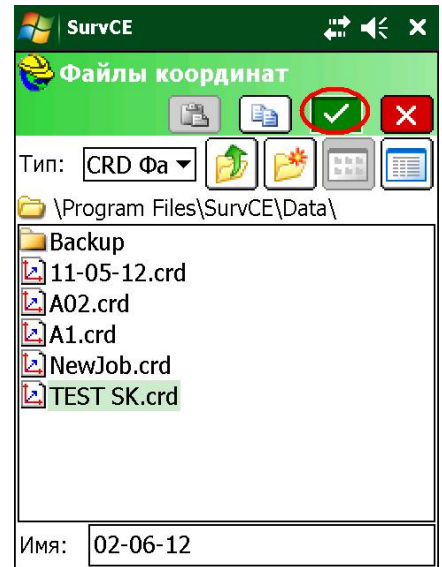 SurvCE
Файлы координат
Тип: CRD Фа
\Program Files\SurvCE\Data\
Backup
11-05-12.crd
A02.crd
A1.crd
NewJob.crd
TEST SK.crd
Имя: 02-06-12